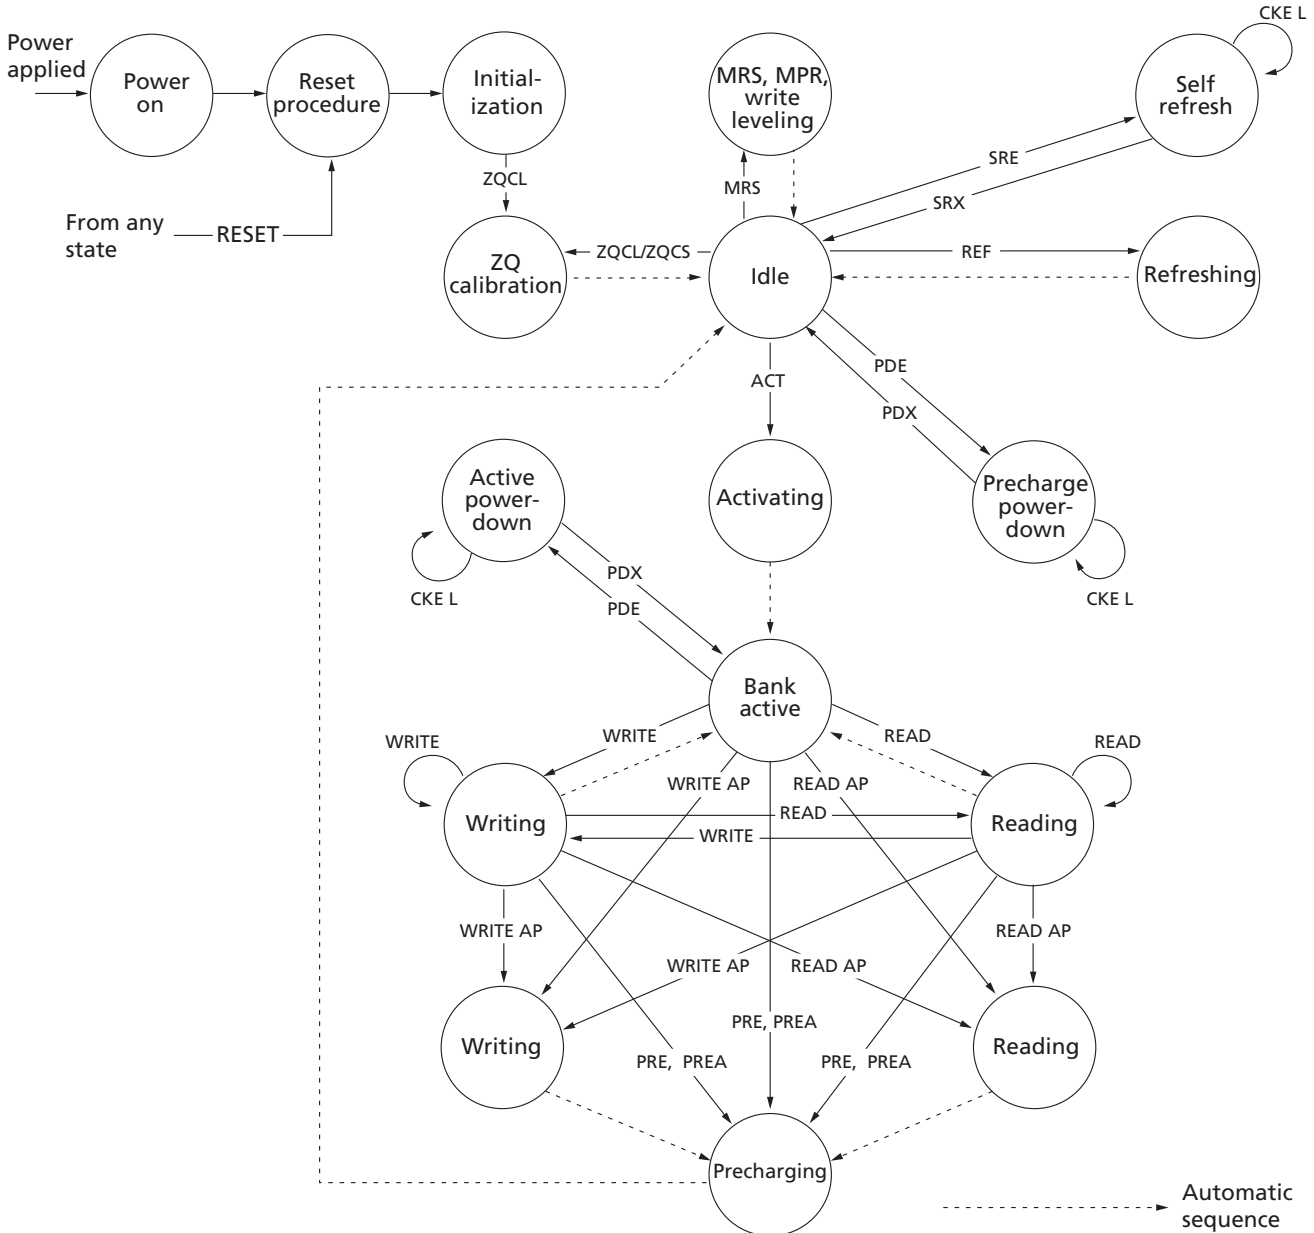 CKE L
Power
applied
Power
on
Reset
procedure
Initial-
ization
MRS, MPR,
write
leveling
Self
refresh
ZQCL
MRS
SRE
SRX
From any
state
RESET
ZQ
calibration
ZQCL/ZQCS
Idle
REF
Refreshing
ACT
PDE
PDX
Active
power-
down
Activating
Precharge
power-
down
CKE L
PDX
PDE
CKE L
Bank
active
WRITE
WRITE
READ
READ
WRITE AP
READ AP
Writing
READ
WRITE
Reading
WRITE AP
READ AP
WRITE AP
READ AP
Writing
PRE, PREA
Reading
PRE, PREA
PRE, PREA
Precharging
Automatic
sequence